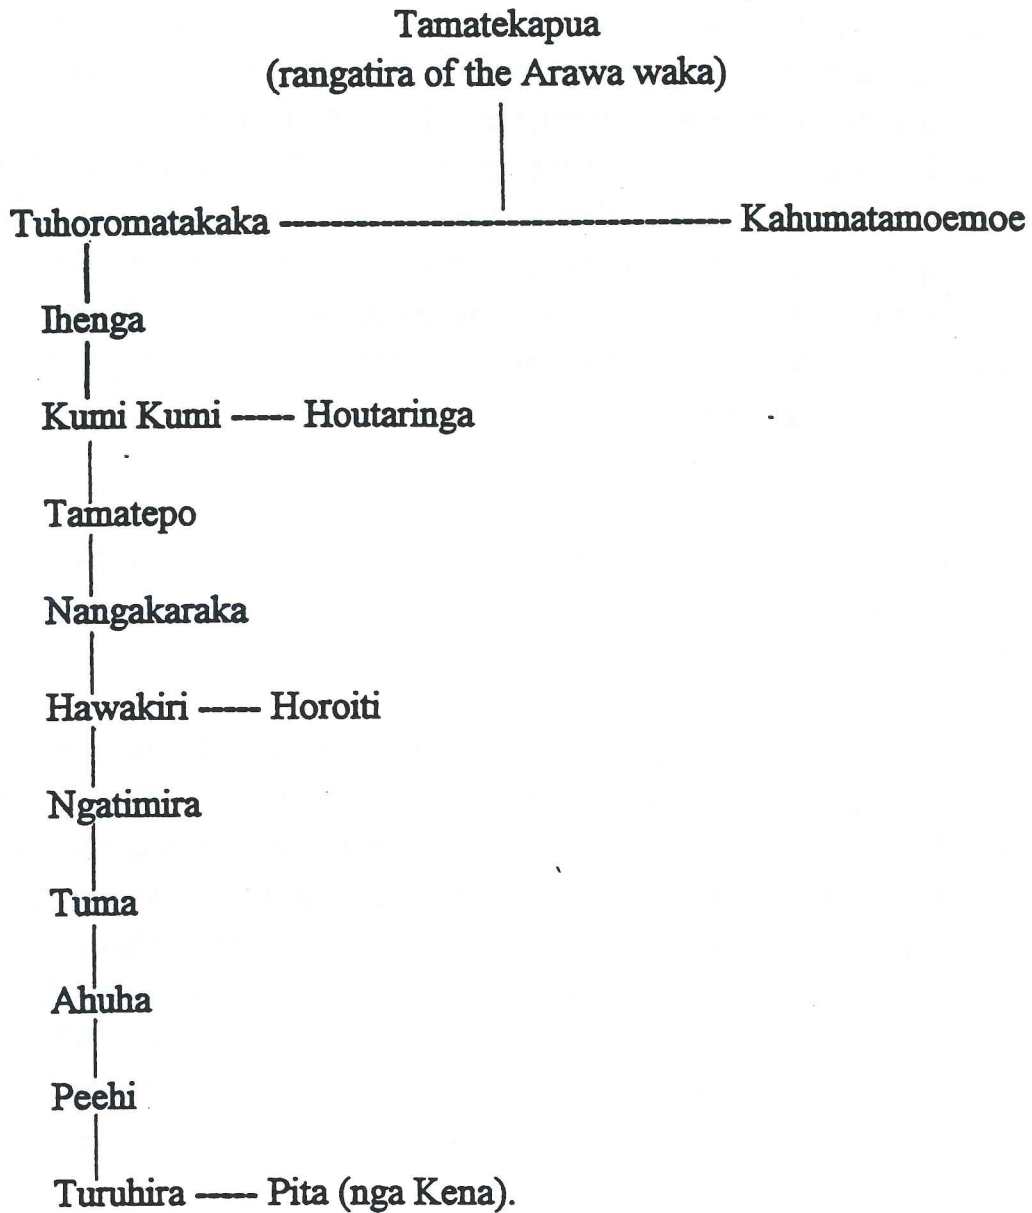 Tamatekapua
(rangatira of the Arawa waka)
Tuhoromatakaka ---------- Kahumatamoemoe
Ihenga
Kumi Kumi ----- Houtaringa
Tamatepo
Nangakaraka
Hawakiri ----- Horoiti
Ngatimira
Tuma
Ahuha
Peehi
Turuhira ----- Pita (nga Kena).